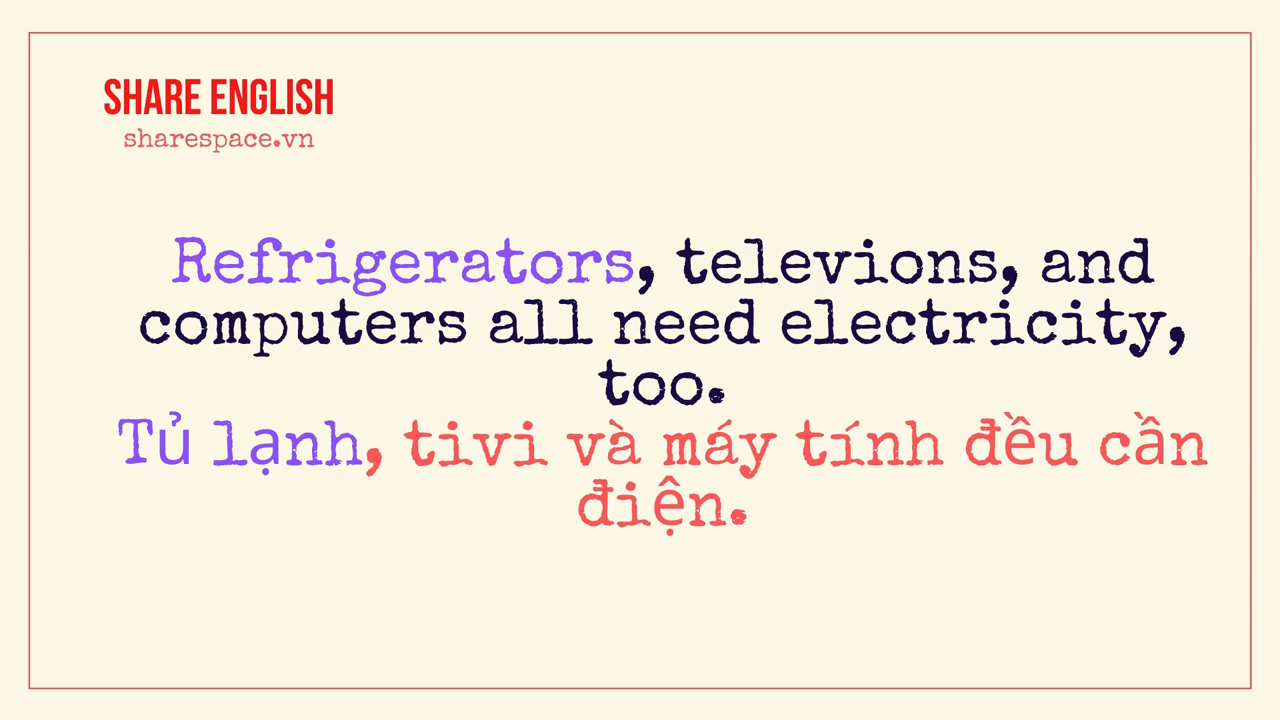 SHARE ENGLISH
sharespace.vn
Refrigerators, televions, and
computers all need electricity,
too.
Tủ lạnh, tivi và máy tính đều cần
điện.